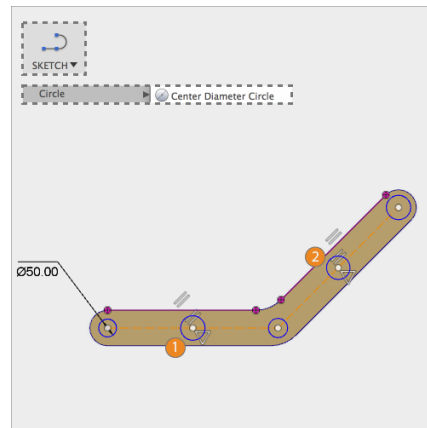 SKETCH▼
Circle ▶ Center Diameter Circle
2
Ø50.00
1